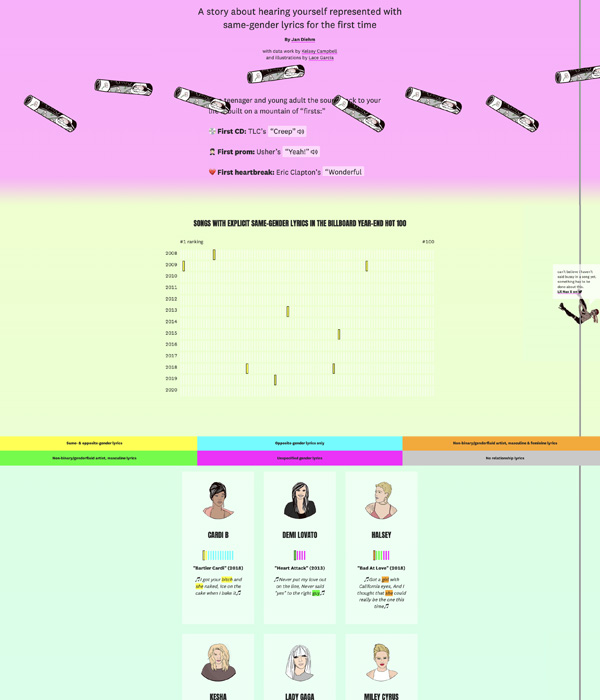 A story about hearing yourself represented with
same-gender lyrics for the first time
By Jan Diehm
with data work by Kelsey Campbell
and illustrations by Lace Garcia
teenager and young adult the to your
built on a mountain of "firsts:"
First CD: TLC's "Creep"
First prom: Usher's "Yeah!"
First heartbreak: Eric Clapton's "Wonderful
SONGS WITH EXPLICIT SAME-GENDER LYRICS IN THE BILLBOARD YEAR-END HOT 100
#1 ranking #100
2008
2009
2010
2011
2012
2013
2014
2015
2016
2017
2018
2019
2020
can't believe I haven't
said bussy in a song yet.
something has to be
done about this.
Lil Nas X on
Same- & opposite-gender lyrics
Opposite gender lyrics only
Non-binary/genderfluid artist, masculine & feminine lyrics
Non-binary/genderfluid artist, masculine lyrics
Unspecified gender lyrics
No relationship lyrics
CARDI B
"Bartier Cardi" (2018)
🎵I got your bitch and
she naked, Ice on the
cake when I bake it🎵
DEMI LOVATO
"Heart Attack" (2013)
🎵Never put my love out
on the line, Never said
"yes" to the right guy🎵
HALSEY
"Bad At Love" (2018)
🎵Got a girl with
California eyes, And I
thought that she could
really be the one this
time🎵
KESHA
LADY GAGA
MILEY CYRUS